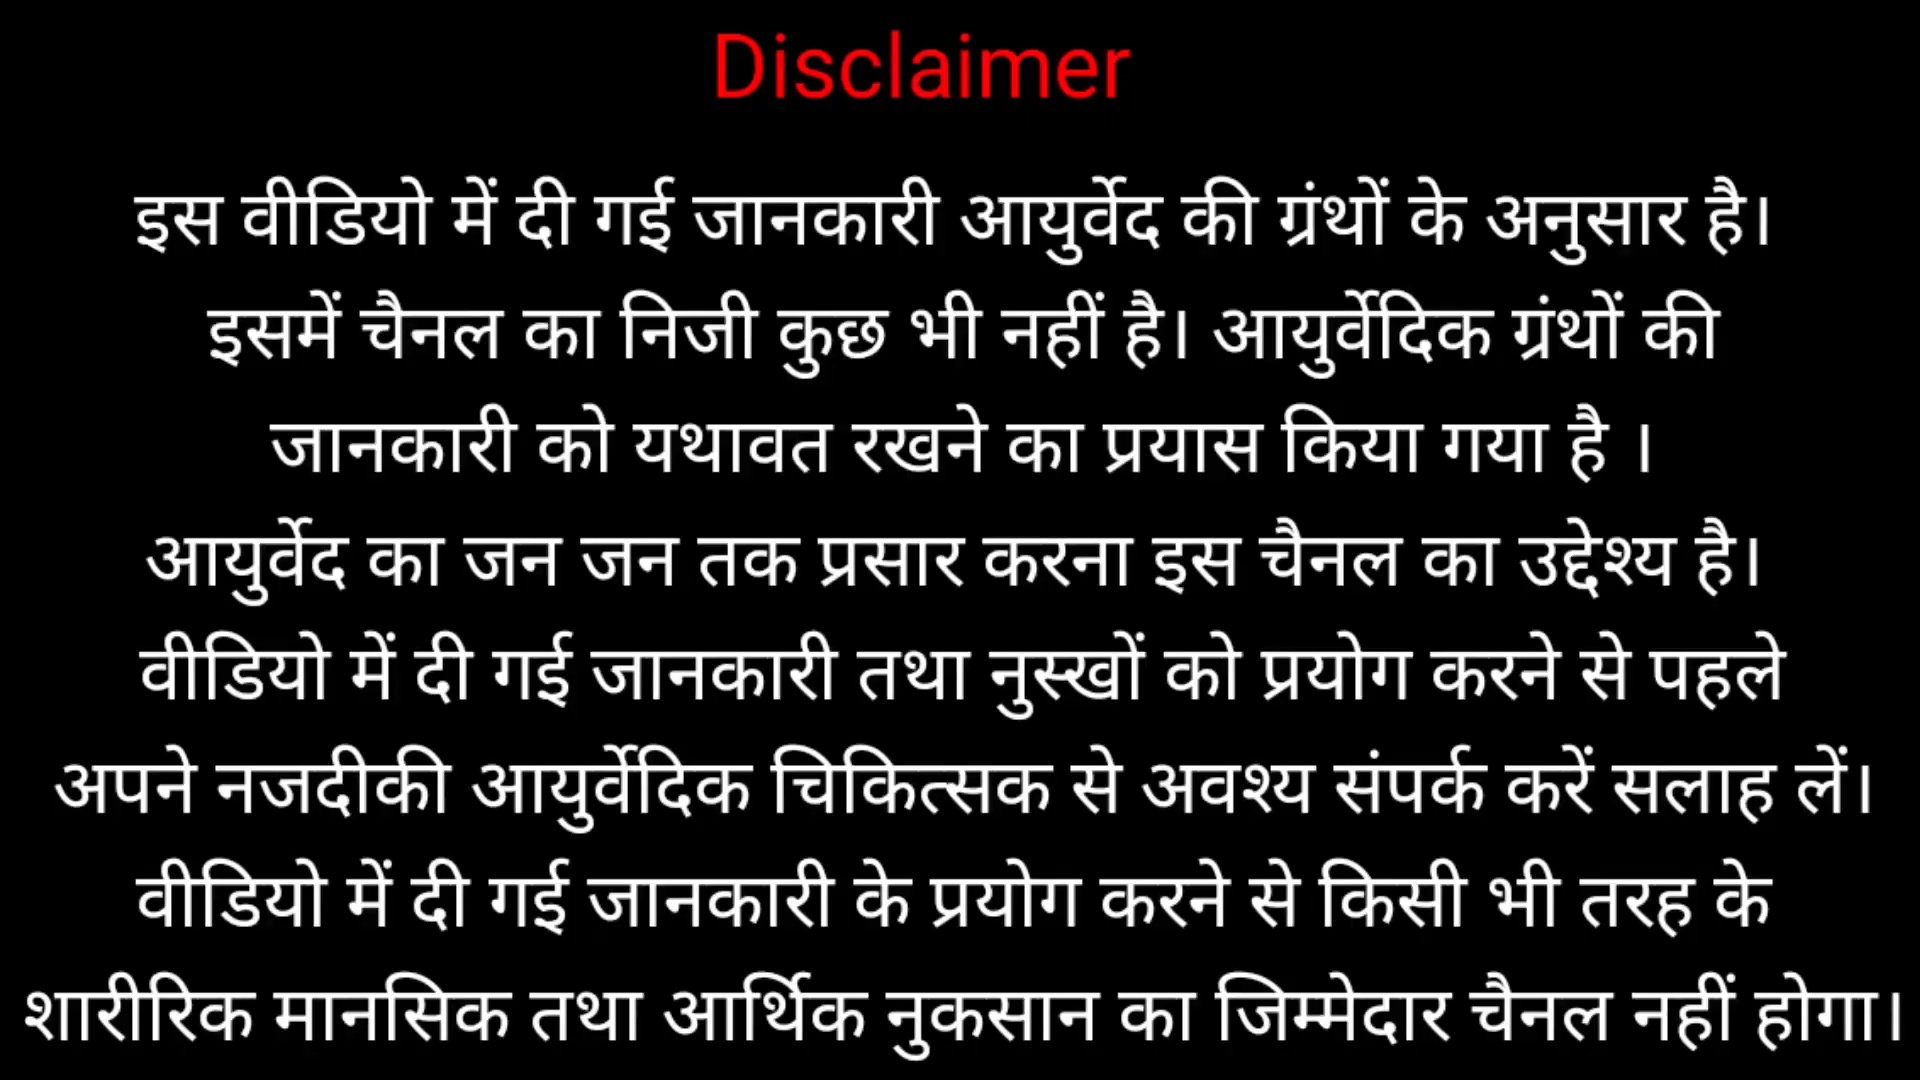 Disclaimer
इस वीडियो में दी गई जानकारी आयुर्वेद की ग्रंथों के अनुसार है।
इसमें चैनल का निजी कुछ भी नहीं है। आयुर्वेदिक ग्रंथों की
जानकारी को यथावत रखने का प्रयास किया गया है ।
आयुर्वेद का जन जन तक प्रसार करना इस चैनल का उद्देश्य है।
वीडियो में दी गई जानकारी तथा नुस्खों को प्रयोग करने से पहले
अपने नजदीकी आयुर्वेदिक चिकित्सक से अवश्य संपर्क करें सलाह लें।
वीडियो में दी गई जानकारी के प्रयोग करने से किसी भी तरह के
शारीरिक मानसिक तथा आर्थिक नुकसान का जिम्मेदार चैनल नहीं होगा।